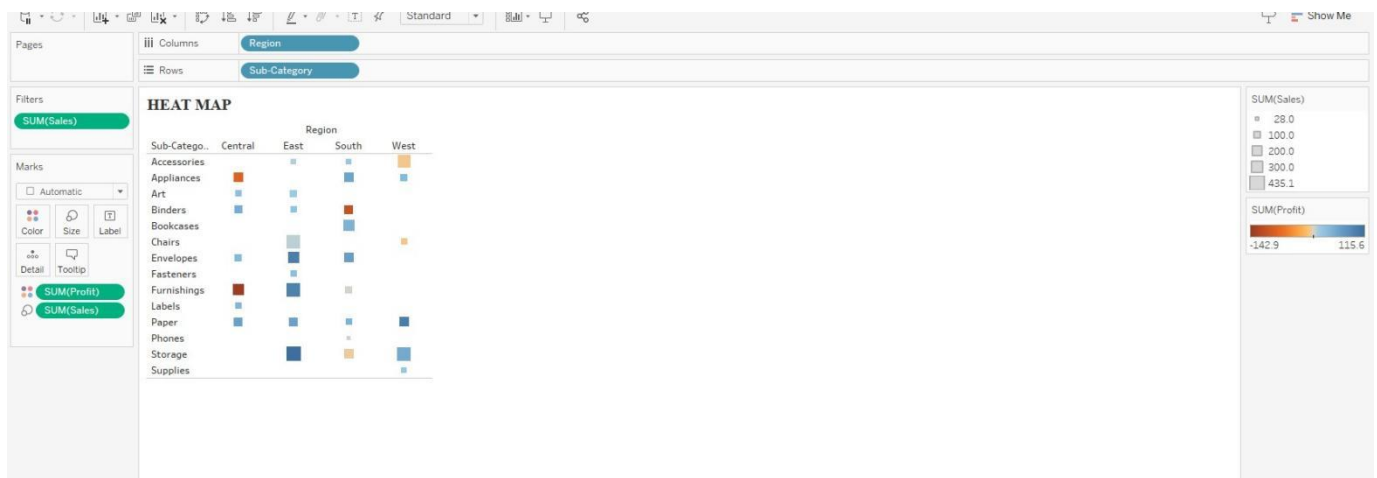 Standard
Show Me
Pages
Columns
Region
Rows
Sub-Category
Filters
SUM(Sales)
Marks
Automatic
Color
Size
Label
Detail
Tooltip
SUM(Profit)
SUM(Sales)
HEAT MAP
Region
Sub-Catego.. Central East South West
Accessories
Appliances
Art
Binders
Bookcases
Chairs
Envelopes
Fasteners
Furnishings
Labels
Paper
Phones
Storage
Supplies
SUM(Sales)
28.0
100.0
200.0
300.0
435.1
SUM(Profit)
-142.9 115.6